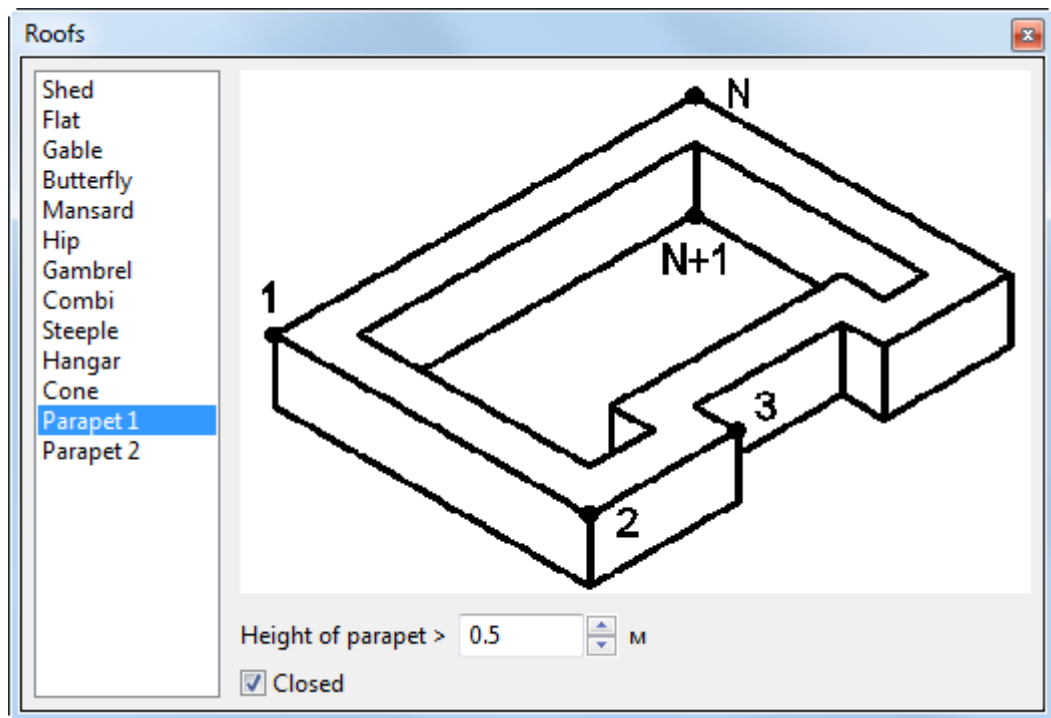 Roofs
Shed
Flat
Gable
Butterfly
Mansard
Hip
Gambrel
Combi
Steeple
Hangar
Cone
Parapet 1
Parapet 2
N
N+1
1
3
2
Height of parapet > 0.5 м
Closed